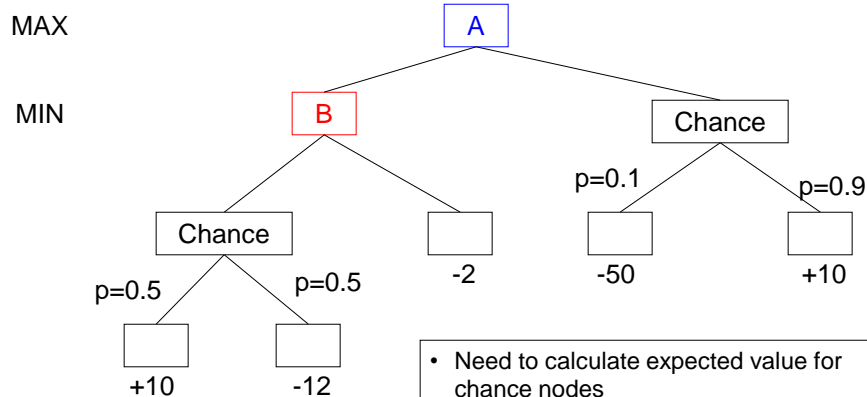 MAX
A
MIN
B
Chance
p=0.1
p=0.9
Chance
-2
-50
+10
p=0.5
p=0.5
+10
-12
• Need to calculate expected value for
chance nodes